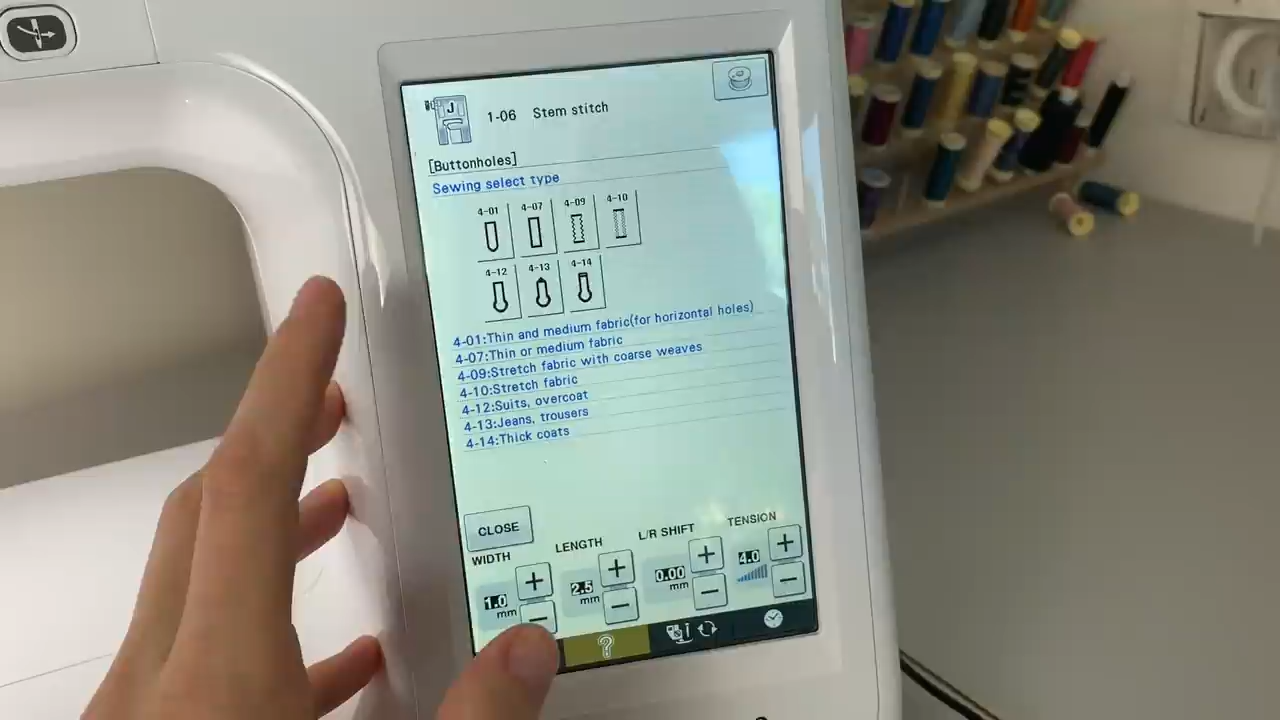 J
1-06 Stem stitch
[Buttonholes]
Sewing select type
4-01 4-07 4-09 4-10
4-12 4-13 4-14
4-01:Thin and medium fabric(for horizontal holes)
4-07:Thin or medium fabric
4-09:Stretch fabric with coarse weaves
4-10:Stretch fabric
4-12:Suits, overcoat
4-13:Jeans, trousers
4-14:Thick coats
CLOSE
WIDTH LENGTH L/R SHIFT TENSION
+ + + +
1.0 mm 2.5 mm 0.00 mm 4.0
− − − −
?